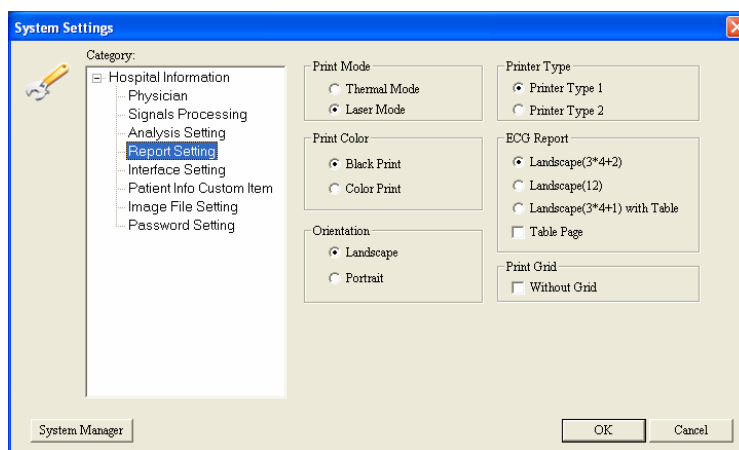 System Settings
Category:
Hospital Information
Physician
Signals Processing
Analysis Setting
Report Setting
Interface Setting
Patient Info Custom Item
Image File Setting
Password Setting
Print Mode
Thermal Mode
Laser Mode
Print Color
Black Print
Color Print
Orientation
Landscape
Portrait
Printer Type
Printer Type 1
Printer Type 2
ECG Report
Landscape(3*4+2)
Landscape(12)
Landscape(3*4+1) with Table
Table Page
Print Grid
Without Grid
System Manager
OK
Cancel